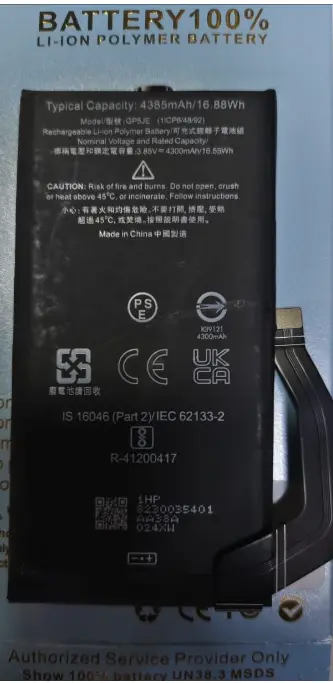 BATTERY100%
LI-ION POLYMER BATTERY
Typical Capacity: 4385mAh/16.88Wh
Model/型號:GP5JE (1ICP6/48/92)
Rechargeable Li-ion Polymer Battery/可充式鋰離子電池組
Nominal Voltage and Rated Capacity/
標稱電壓和額定電容量:3.85V⎓4300mAh/16.55Wh
CAUTION: Risk of fire and burns. Do not open, crush
or heat above 45°C, or incinerate. Follow instructions.
小心:有著火和灼傷危險。不要打開,擠壓,受熱
超過45°C,或焚燒。按照說明書使用。
Made in China 中國製造
PS
E
4300mAh
廢電池請回收
CE
UK
CA
IS 16046 (Part 2)/IEC 62133-2
R-41200417
1HP
8230035401
AA38A
024XW
Authorized Service Provider Only
Show 100% battery UN38.3 MSDS